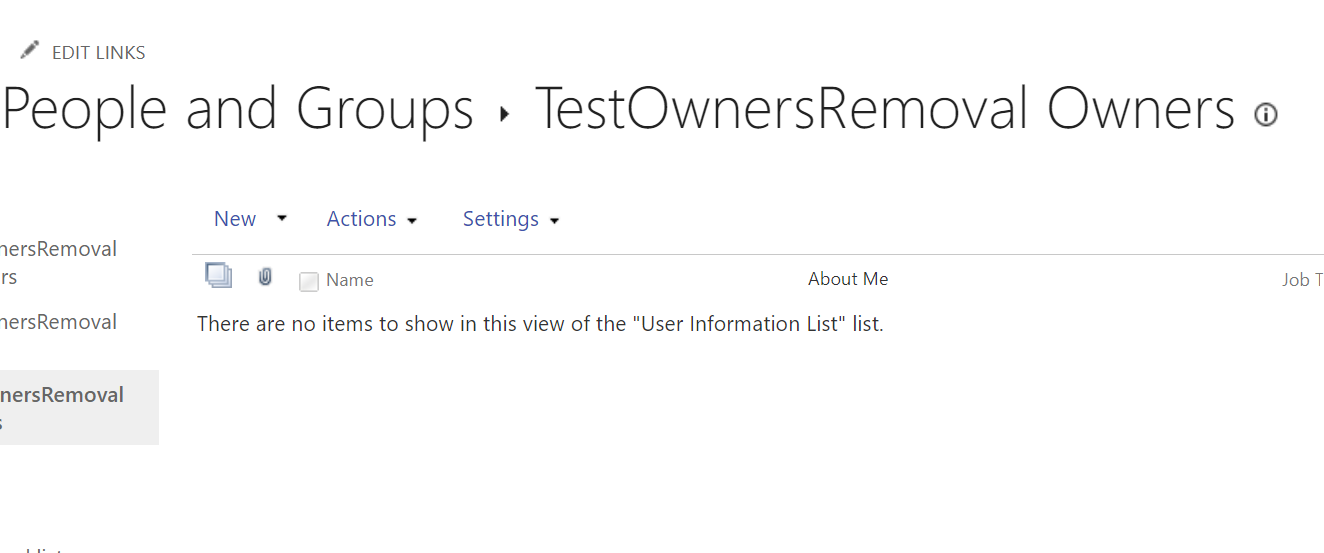 EDIT LINKS
People and Groups ▸ TestOwnersRemoval Owners
New Actions Settings
nersRemoval
rs
Name About Me Job T
There are no items to show in this view of the "User Information List" list.
nersRemoval
nersRemoval
s